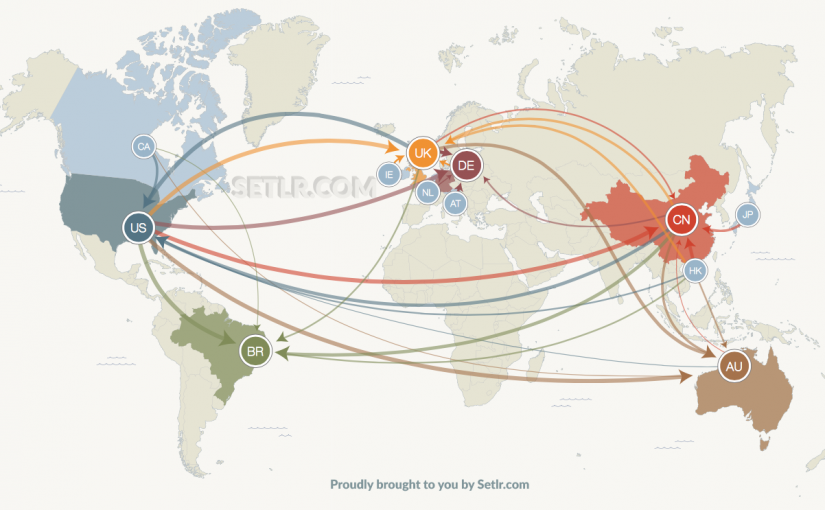 CA
UK
DE
IE
NL
AT
SETLR.COM
US
CN
JP
HK
BR
AU
Proudly brought to you by Setlr.com